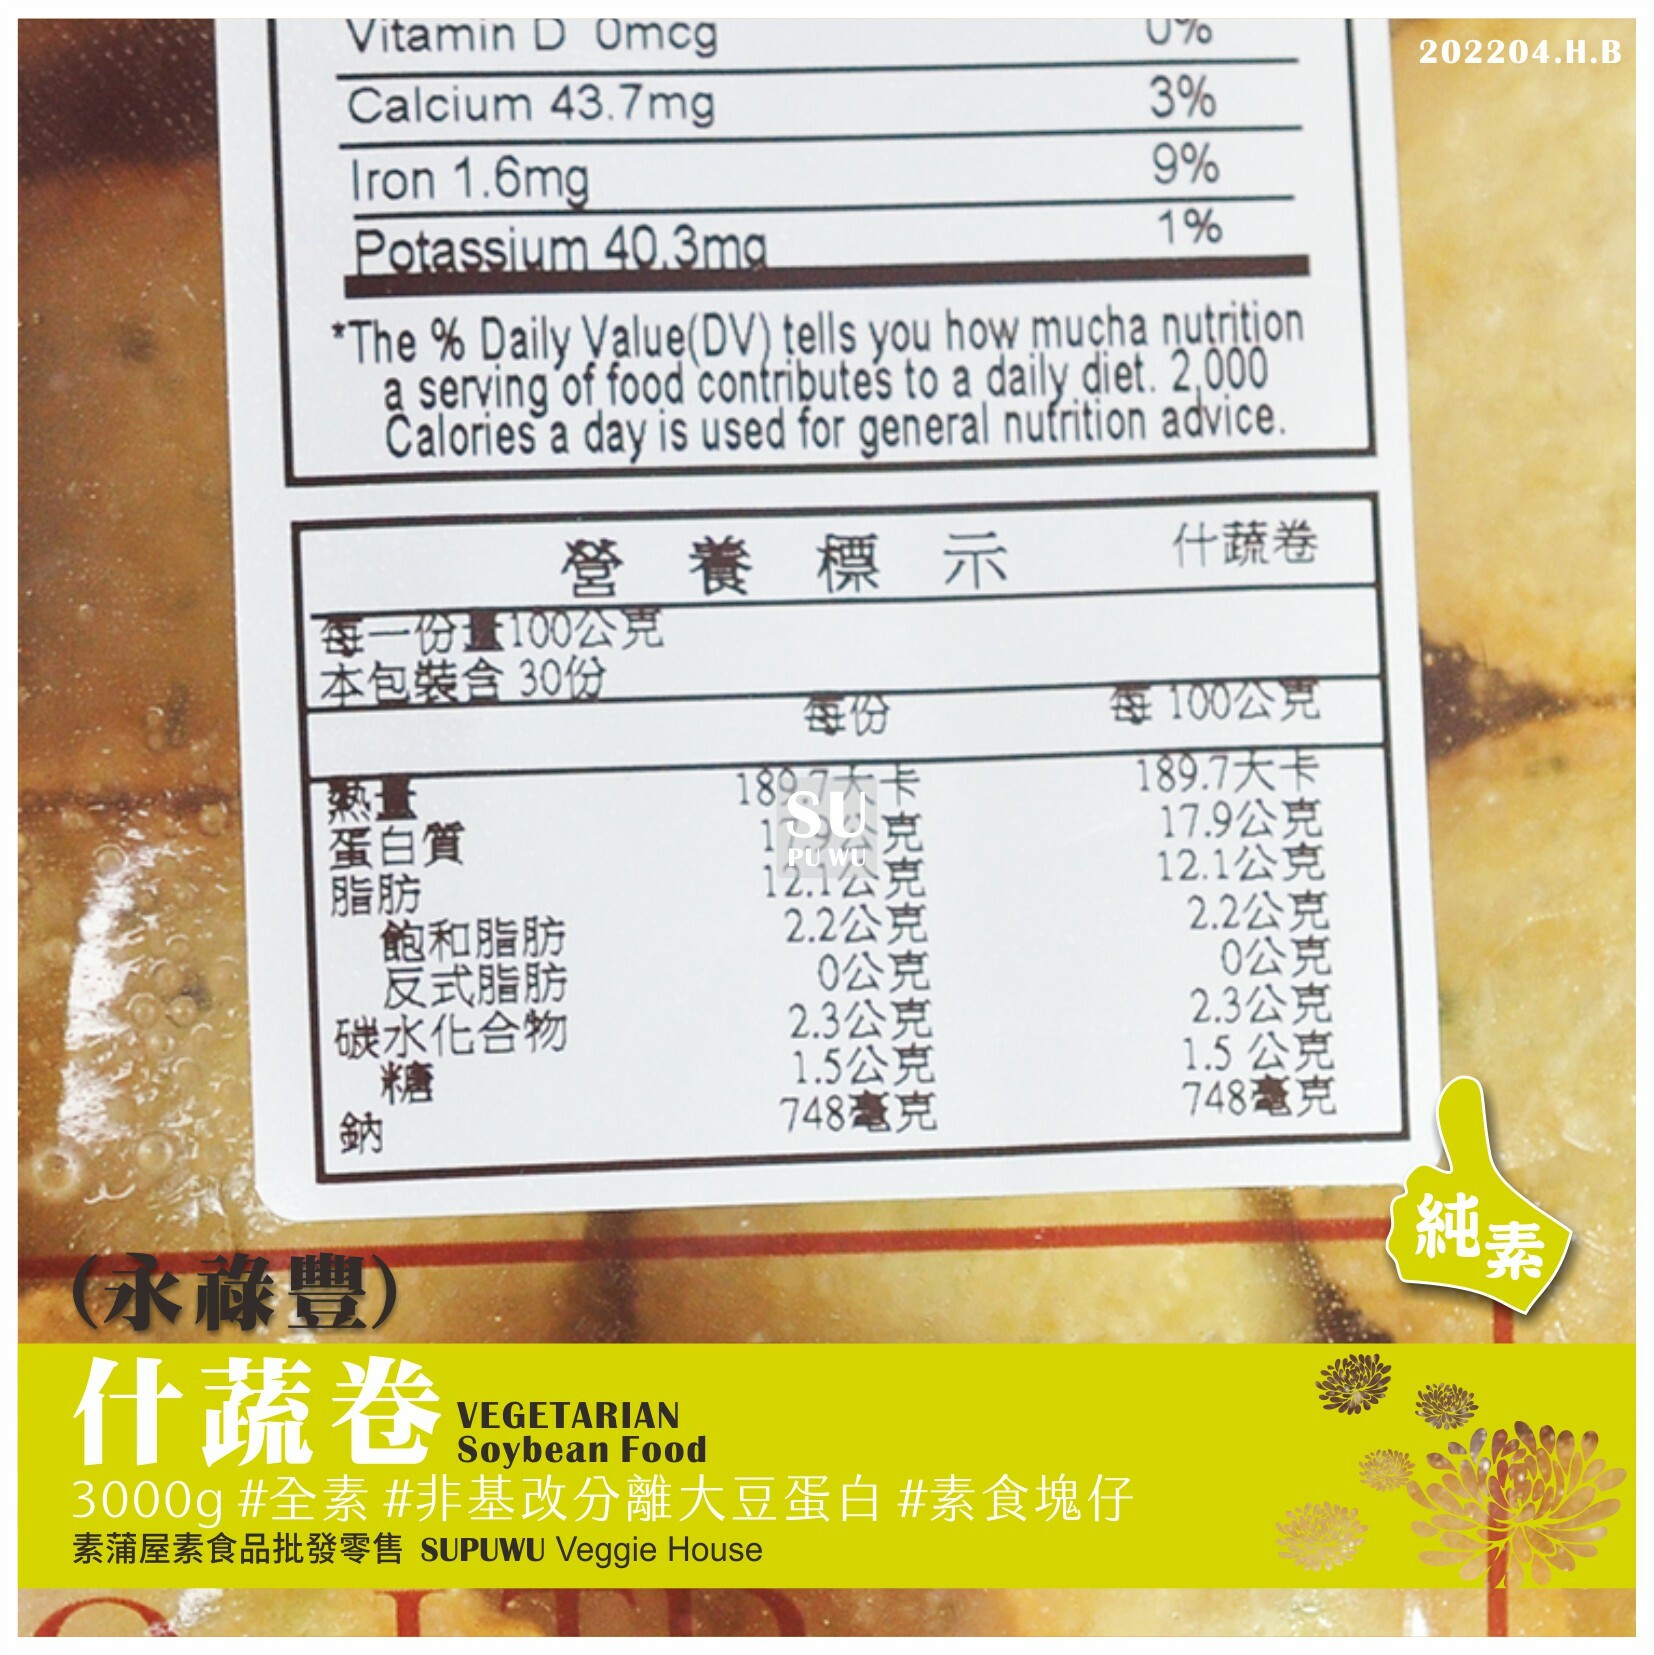 202204.H.B
Vitamin D 0mcg 0%
Calcium 43.7mg 3%
Iron 1.6mg 9%
Potassium 40.3mg 1%
*The % Daily Value(DV) tells you how mucha nutrition
a serving of food contributes to a daily diet. 2,000
Calories a day is used for general nutrition advice.
營養標示 什蔬卷
每一份量100公克
本包裝含 30份
每份 每 100公克
熱量 189.7大卡 189.7大卡
蛋白質 17.9公克 17.9公克
脂肪 12.1公克 12.1公克
飽和脂肪 2.2公克 2.2公克
反式脂肪 0公克 0公克
碳水化合物 2.3公克 2.3公克
糖 1.5公克 1.5 公克
鈉 748毫克 748毫克
SU
PU WU
純素
(永祿豐)
什蔬卷 VEGETARIAN
Soybean Food
3000g #全素 #非基改分離大豆蛋白 #素食塊仔
素蒲屋素食品批發零售 SUPUWU Veggie House